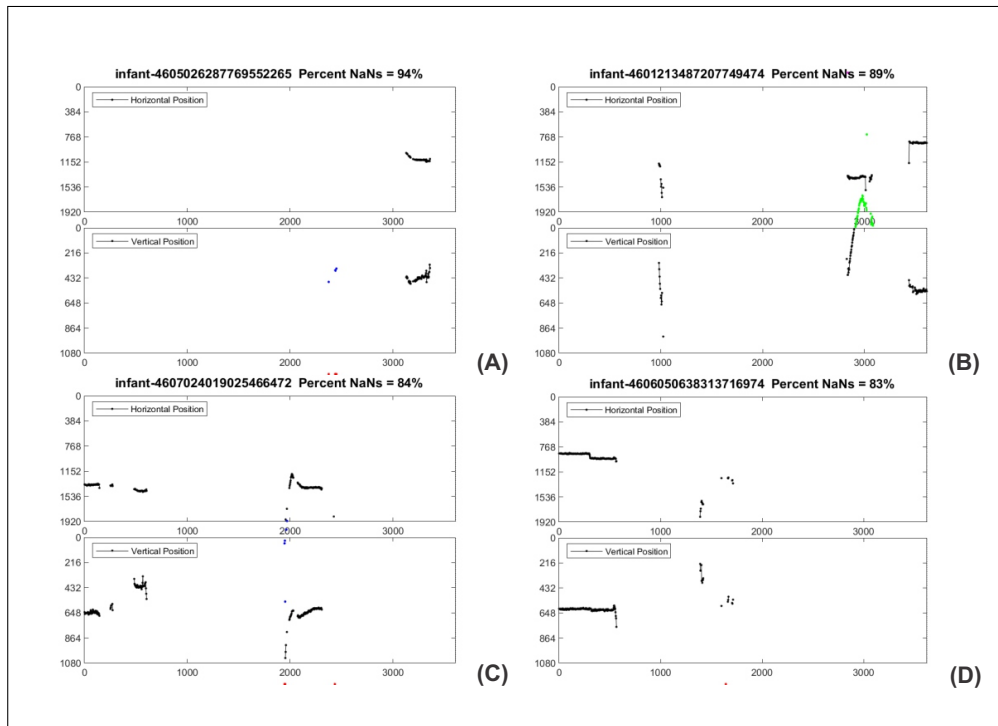 infant-4605026287769552265 Percent NaNs = 94%
0
384
768
1152
1536
1920
Horizontal Position
0 1000 2000 3000
0
216
432
648
864
1080
Vertical Position
0 1000 2000 3000
(A)
infant-4601213487207749474 Percent NaNs = 89%
0
384
768
1152
1536
1920
Horizontal Position
0 1000 2000 3000
0
216
432
648
864
1080
Vertical Position
0 1000 2000 3000
(B)
infant-4607024019025466472 Percent NaNs = 84%
0
384
768
1152
1536
1920
Horizontal Position
0 1000 2000 3000
0
216
432
648
864
1080
Vertical Position
0 1000 2000 3000
(C)
infant-4606050638313716974 Percent NaNs = 83%
0
384
768
1152
1536
1920
Horizontal Position
0 1000 2000 3000
0
216
432
648
864
1080
Vertical Position
0 1000 2000 3000
(D)